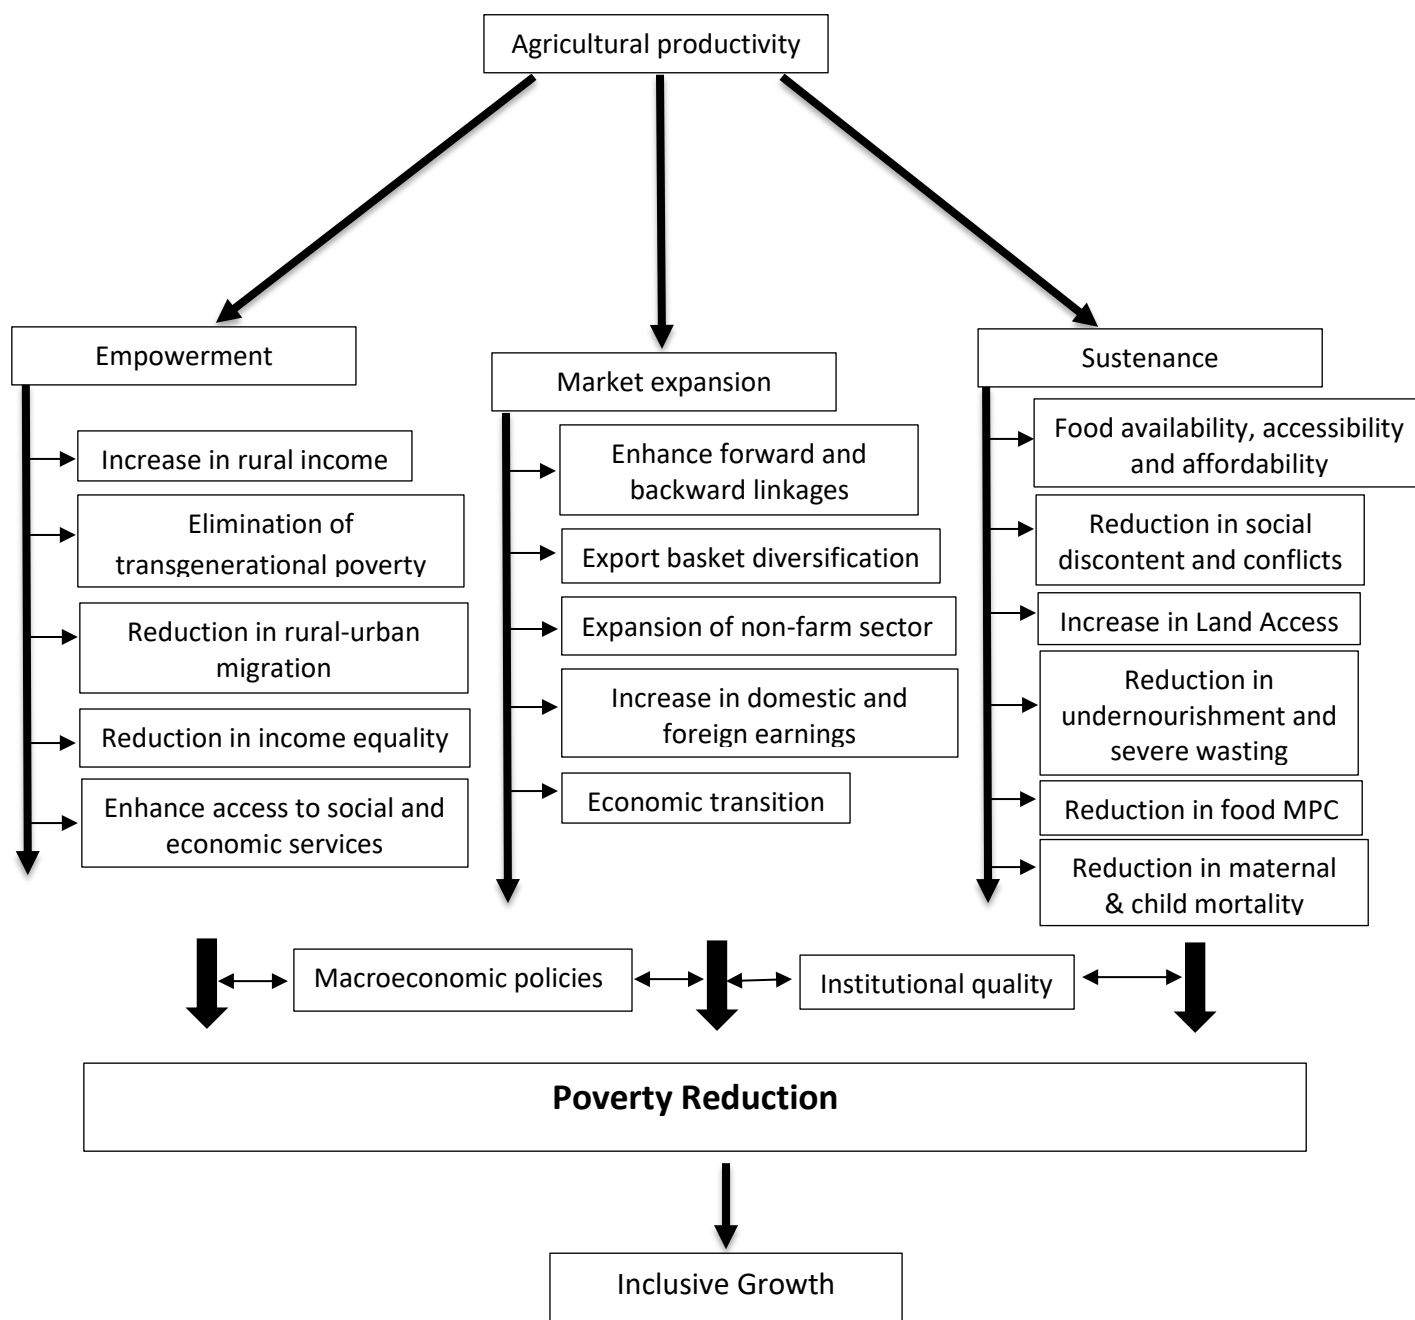 Agricultural productivity
Empowerment
Increase in rural income
Elimination of
transgenerational poverty
Reduction in rural-urban
migration
Reduction in income equality
Enhance access to social and
economic services
Market expansion
Enhance forward and
backward linkages
Export basket diversification
Expansion of non-farm sector
Increase in domestic and
foreign earnings
Economic transition
Sustenance
Food availability, accessibility
and affordability
Reduction in social
discontent and conflicts
Increase in Land Access
Reduction in
undernourishment and
severe wasting
Reduction in food MPC
Reduction in maternal
& child mortality
Macroeconomic policies
Institutional quality
Poverty Reduction
Inclusive Growth